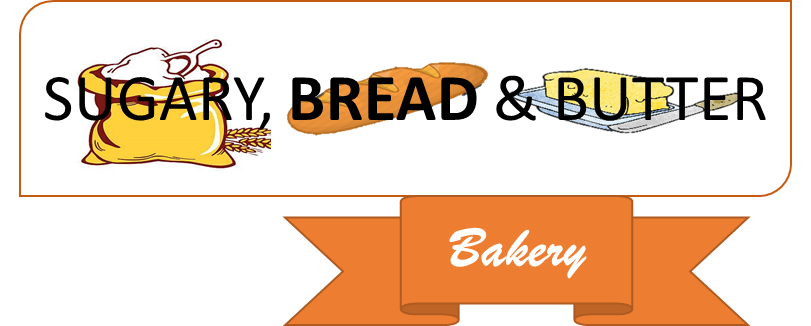 SUGARY, BREAD & BUTTER
Bakery